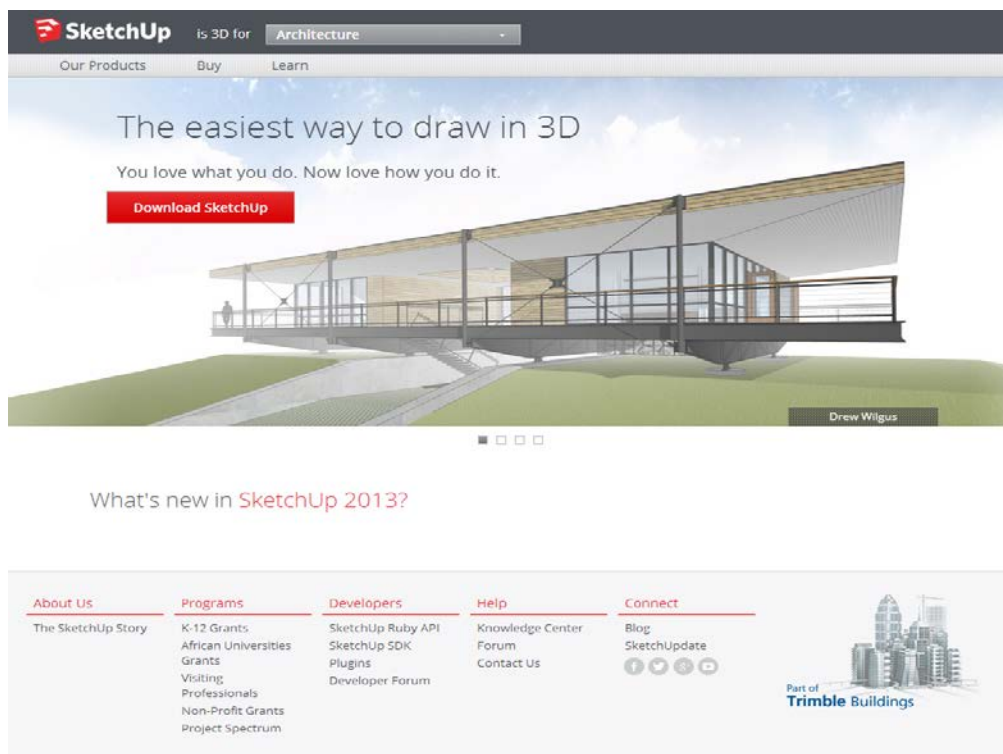 SketchUp is 3D for Architecture
Our Products Buy Learn
The easiest way to draw in 3D
You love what you do. Now love how you do it.
Download SketchUp
Drew Wilgus
What's new in SketchUp 2013?
About Us
The SketchUp Story
Programs
K-12 Grants
African Universities
Grants
Visiting
Professionals
Non-Profit Grants
Project Spectrum
Developers
SketchUp Ruby API
SketchUp SDK
Plugins
Developer Forum
Help
Knowledge Center
Forum
Contact Us
Connect
Blog
SketchUpdate
Part of
Trimble Buildings